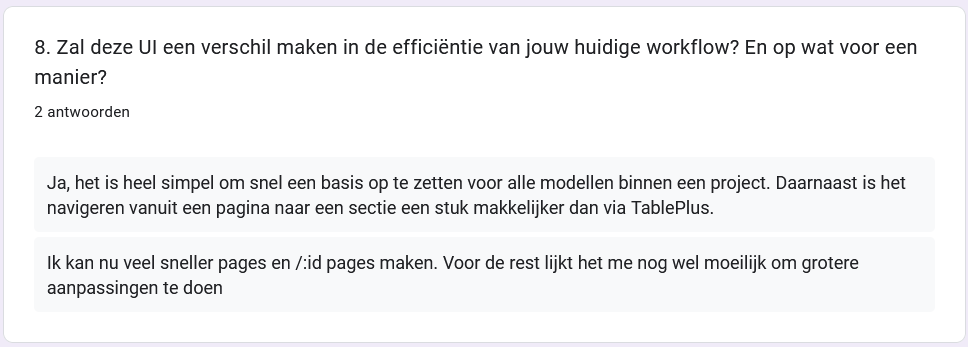 8. Zal deze UI een verschil maken in de efficiëntie van jouw huidige workflow? En op wat voor een
manier?
2 antwoorden
Ja, het is heel simpel om snel een basis op te zetten voor alle modellen binnen een project. Daarnaast is het
navigeren vanuit een pagina naar een sectie een stuk makkelijker dan via TablePlus.
Ik kan nu veel sneller pages en /:id pages maken. Voor de rest lijkt het me nog wel moeilijk om grotere
aanpassingen te doen